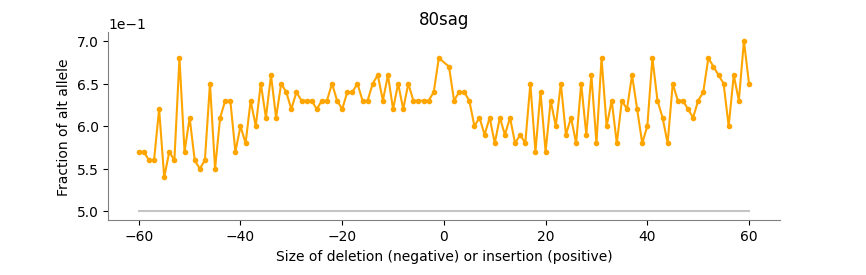 80sag
1e−1
7.0
6.5
6.0
5.5
5.0
Fraction of alt allele
−60 −40 −20 0 20 40 60
Size of deletion (negative) or insertion (positive)